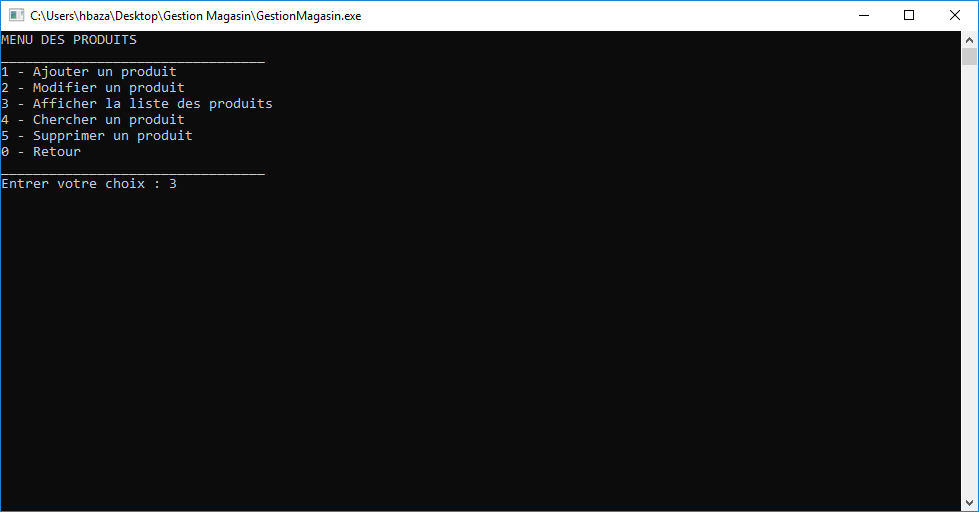 C:\Users\hbaza\Desktop\Gestion Magasin\GestionMagasin.exe
MENU DES PRODUITS
_________________________________
1 - Ajouter un produit
2 - Modifier un produit
3 - Afficher la liste des produits
4 - Chercher un produit
5 - Supprimer un produit
0 - Retour
_________________________________
Entrer votre choix : 3